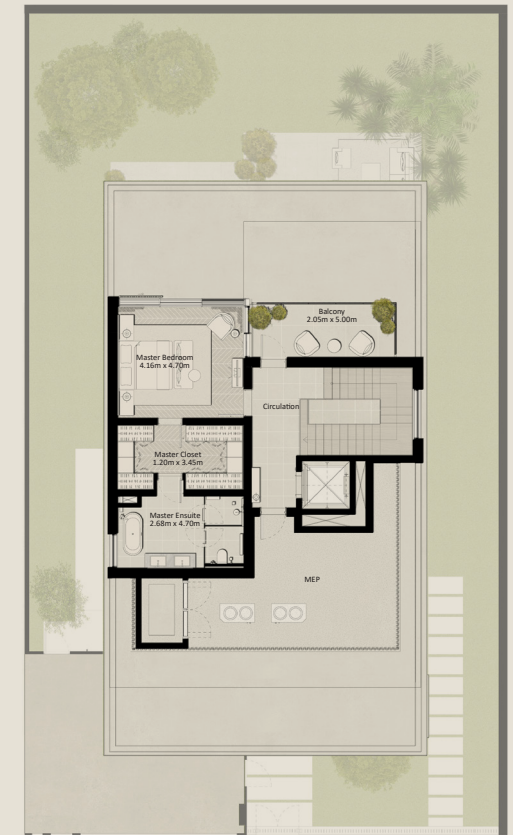 Balcony
2.05m x 5.00m
Master Bedroom
4.16m x 4.70m
Circulation
Master Closet
1.20m x 3.45m
Master Ensuite
2.68m x 4.70m
MEP